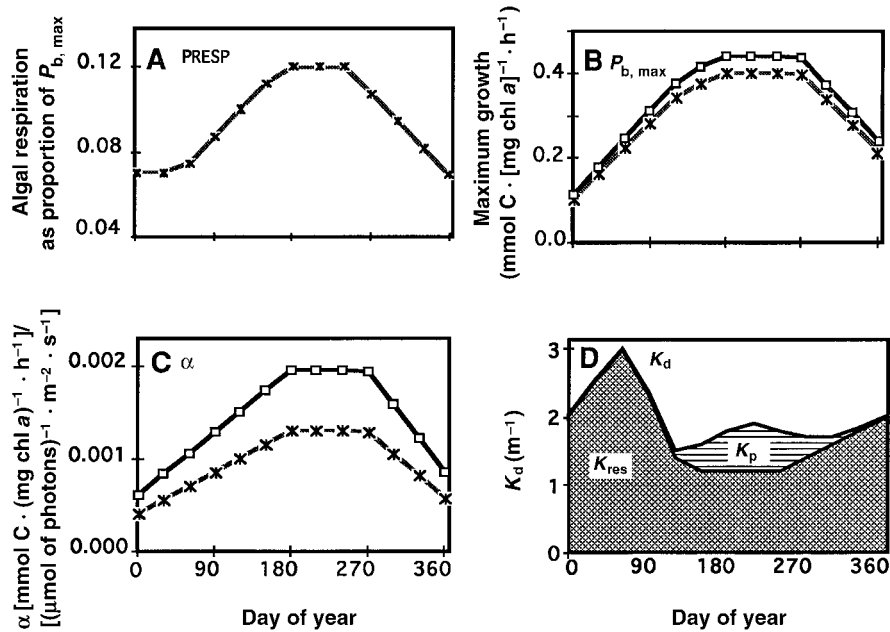 A PRESP
Algal respiration
as proportion of P_b, max
0.12
0.08
0.04
B P_b, max
Maximum growth
(mmol C · [mg chl a]⁻¹ · h⁻¹)
0.4
0.2
0.0
C α
α [mmol C · (mg chl a)⁻¹ · h⁻¹]/
[(μmol of photons)⁻¹ · m⁻² · s⁻¹]
0.002
0.001
0.000
0 90 180 270 360
Day of year
D K_d
K_p
K_res
K_d (m⁻¹)
3
2
1
0
0 90 180 270 360
Day of year